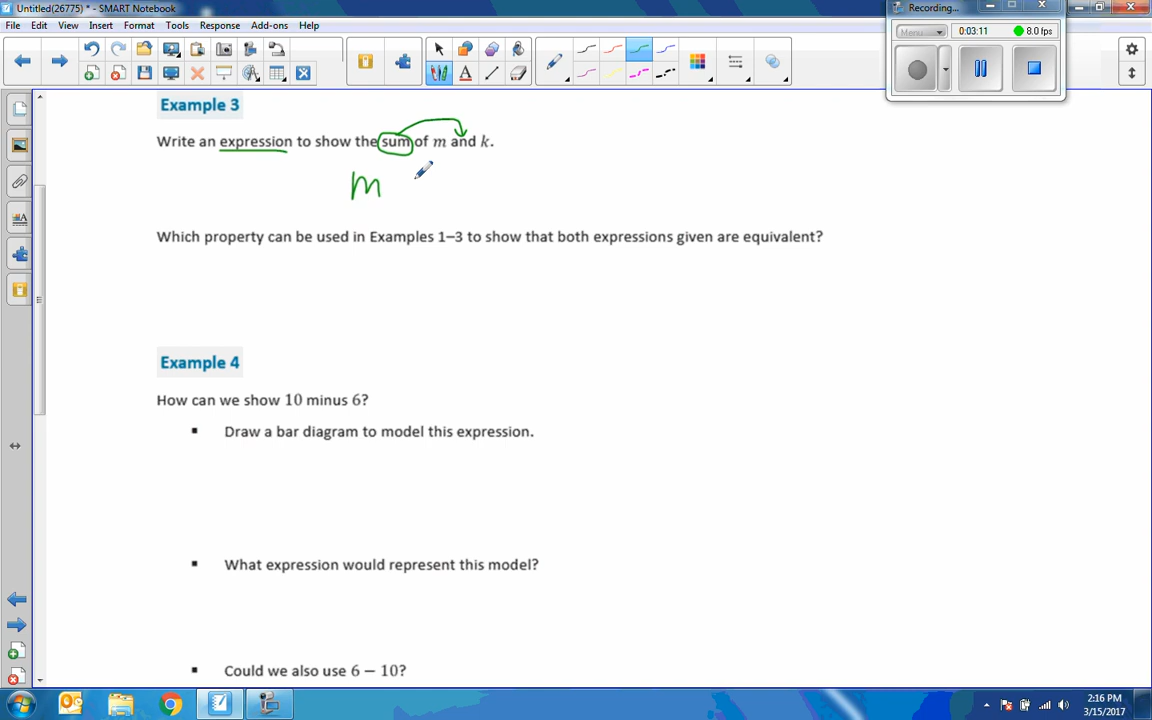 Untitled(26775) * - SMART Notebook
Recording...
File Edit View Insert Format Tools Response Add-ons Help
Menu 0:03:11 8.0 fps
Example 3
Write an expression to show the sum of m and k.
m
Which property can be used in Examples 1–3 to show that both expressions given are equivalent?
Example 4
How can we show 10 minus 6?
▪ Draw a bar diagram to model this expression.
▪ What expression would represent this model?
▪ Could we also use 6 − 10?
2:16 PM
3/15/2017